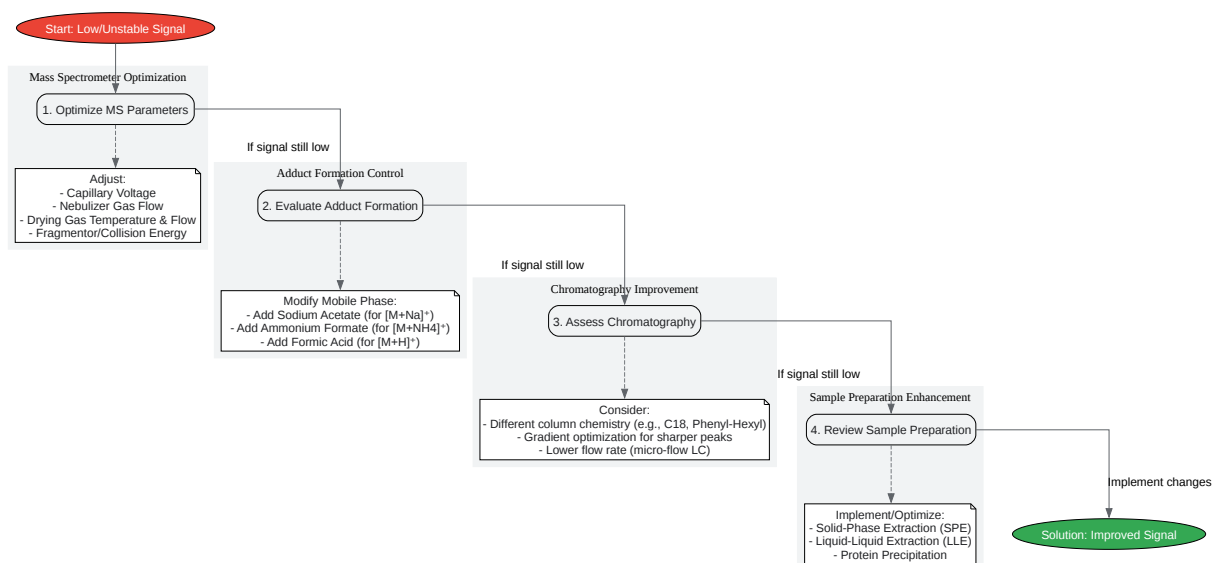 Start: Low/Unstable Signal
Mass Spectrometer Optimization
1. Optimize MS Parameters
Adjust:
- Capillary Voltage
- Nebulizer Gas Flow
- Drying Gas Temperature & Flow
- Fragmentor/Collision Energy
If signal still low
Adduct Formation Control
2. Evaluate Adduct Formation
Modify Mobile Phase:
- Add Sodium Acetate (for [M+Na]⁺)
- Add Ammonium Formate (for [M+NH4]⁺)
- Add Formic Acid (for [M+H]⁺)
If signal still low
Chromatography Improvement
3. Assess Chromatography
Consider:
- Different column chemistry (e.g., C18, Phenyl-Hexyl)
- Gradient optimization for sharper peaks
- Lower flow rate (micro-flow LC)
If signal still low
Sample Preparation Enhancement
4. Review Sample Preparation
Implement/Optimize:
- Solid-Phase Extraction (SPE)
- Liquid-Liquid Extraction (LLE)
- Protein Precipitation
Implement changes
Solution: Improved Signal